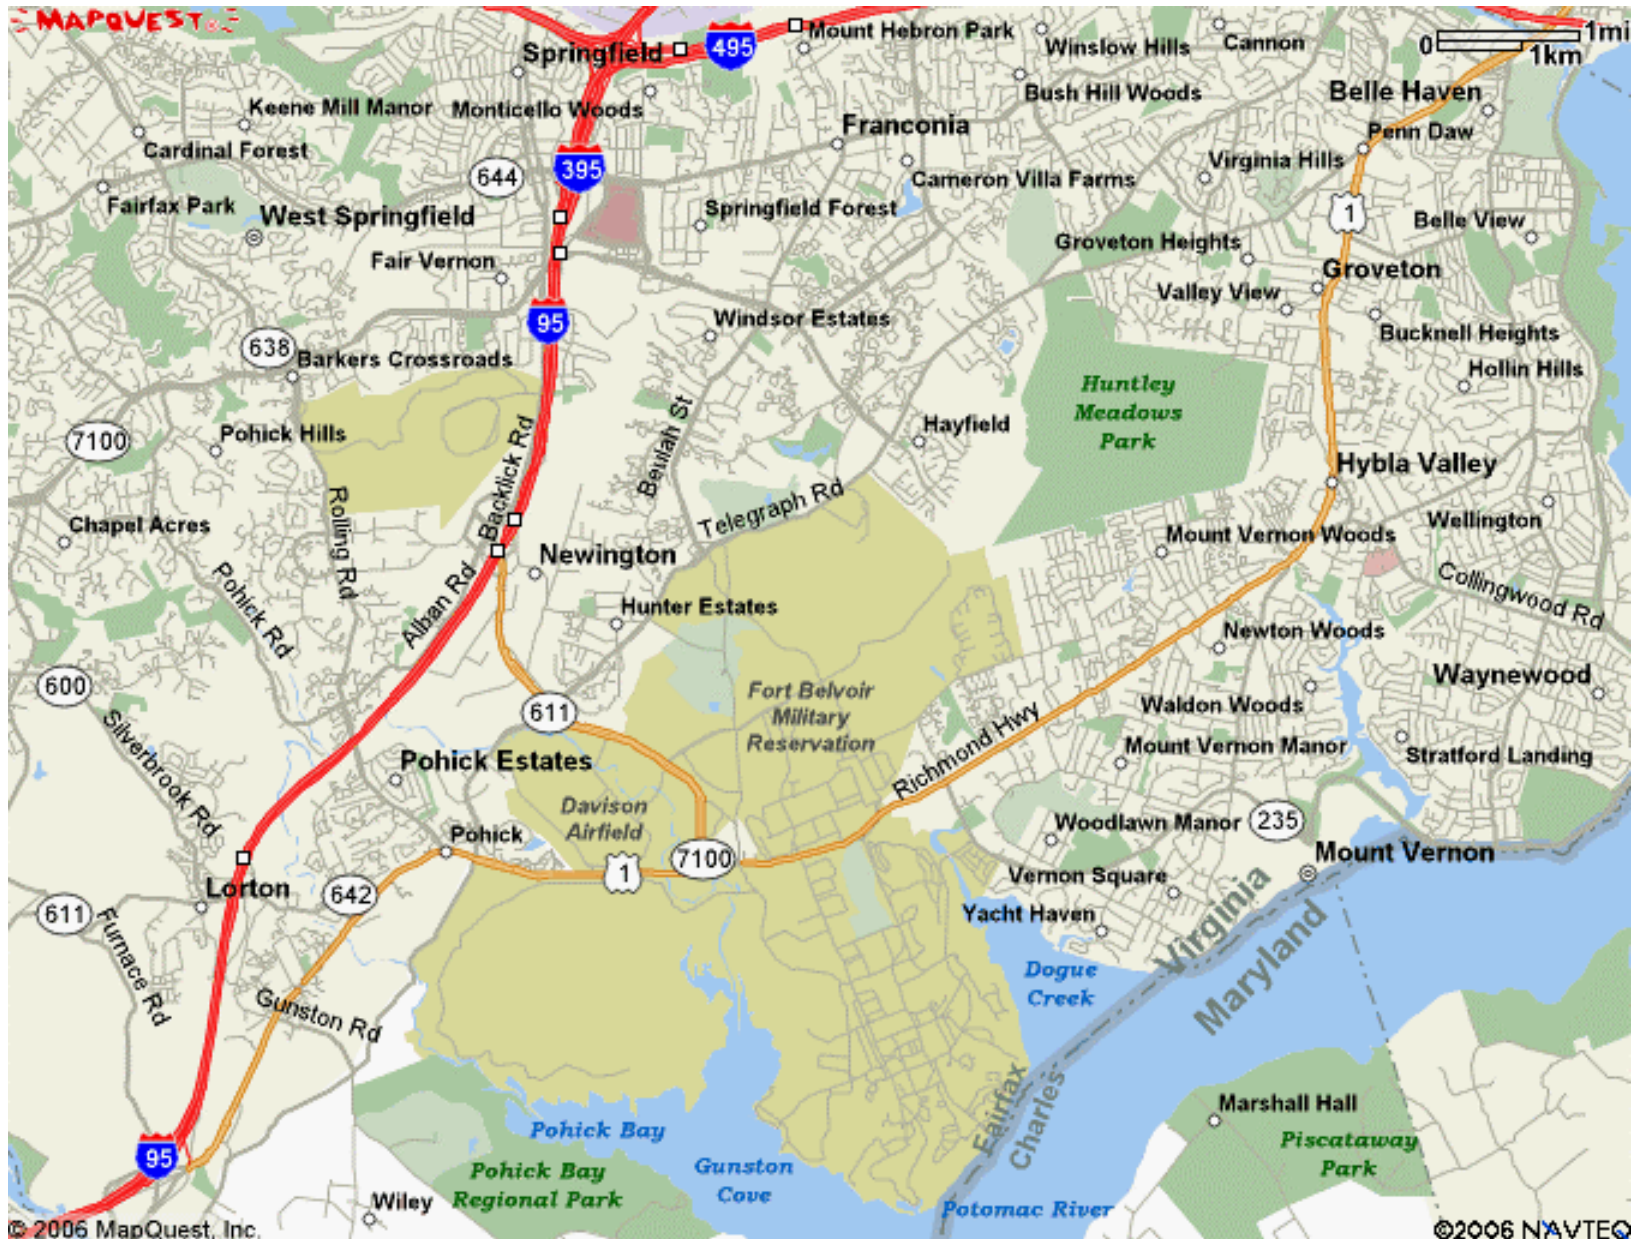 MAPQUEST
Springfield
495
Mount Hebron Park
Winslow Hills
Cannon
0
1mi
1km
Keene Mill Manor
Monticello Woods
Bush Hill Woods
Belle Haven
Cardinal Forest
395
644
Franconia
Cameron Villa Farms
Virginia Hills
Penn Daw
Fairfax Park
West Springfield
Springfield Forest
1
Belle View
Fair Vernon
Groveton Heights
Groveton
Valley View
95
Windsor Estates
Bucknell Heights
638
Barkers Crossroads
Hollin Hills
Huntley
Meadows
Park
7100
Pohick Hills
Backlick Rd
Beulah St
Hayfield
Hybla Valley
Rolling Rd
Telegraph Rd
Chapel Acres
Newington
Mount Vernon Woods
Wellington
Pohick Rd
Alban Rd
Hunter Estates
Collingwood Rd
Newton Woods
600
Silverbrook Rd
611
Fort Belvoir
Military
Reservation
Waynewood
Waldon Woods
Richmond Hwy
Mount Vernon Manor
Stratford Landing
Pohick Estates
Davison
Airfield
Pohick
Woodlawn Manor
235
1
7100
Mount Vernon
Lorton
642
Vernon Square
611
Furnace Rd
Yacht Haven
Virginia
Maryland
Dogue
Creek
Gunston Rd
Fairfax
Charles
Marshall Hall
Piscataway
Park
95
Pohick Bay
Pohick Bay
Regional Park
Gunston
Cove
Wiley
Potomac River
© 2006 MapQuest, Inc.
©2006 NAVTEQ